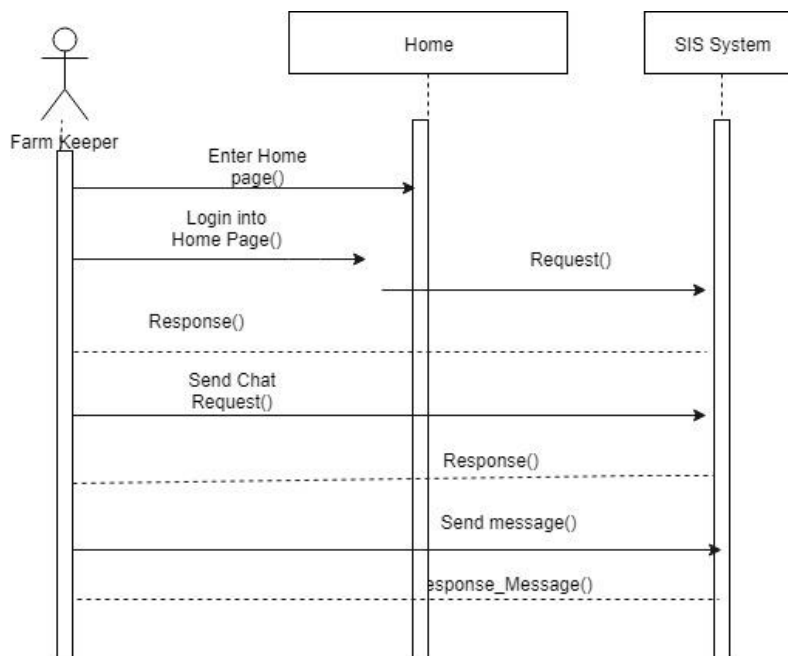 Home
SIS System
Farm Keeper
Enter Home
page()
Login into
Home Page()
Request()
Response()
Send Chat
Request()
Response()
Send message()
esponse_Message()